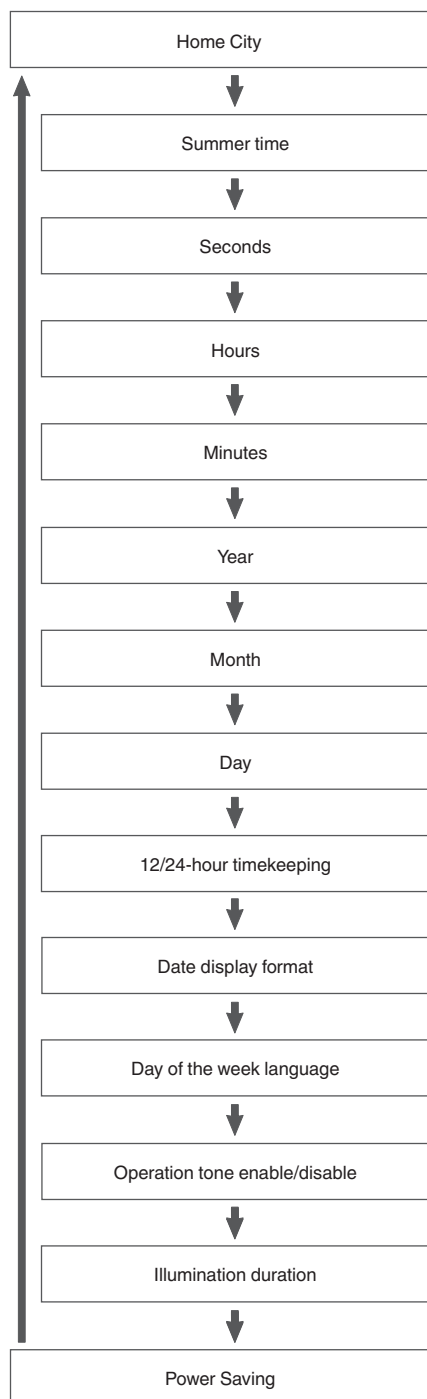 Home City
Summer time
Seconds
Hours
Minutes
Year
Month
Day
12/24-hour timekeeping
Date display format
Day of the week language
Operation tone enable/disable
Illumination duration
Power Saving